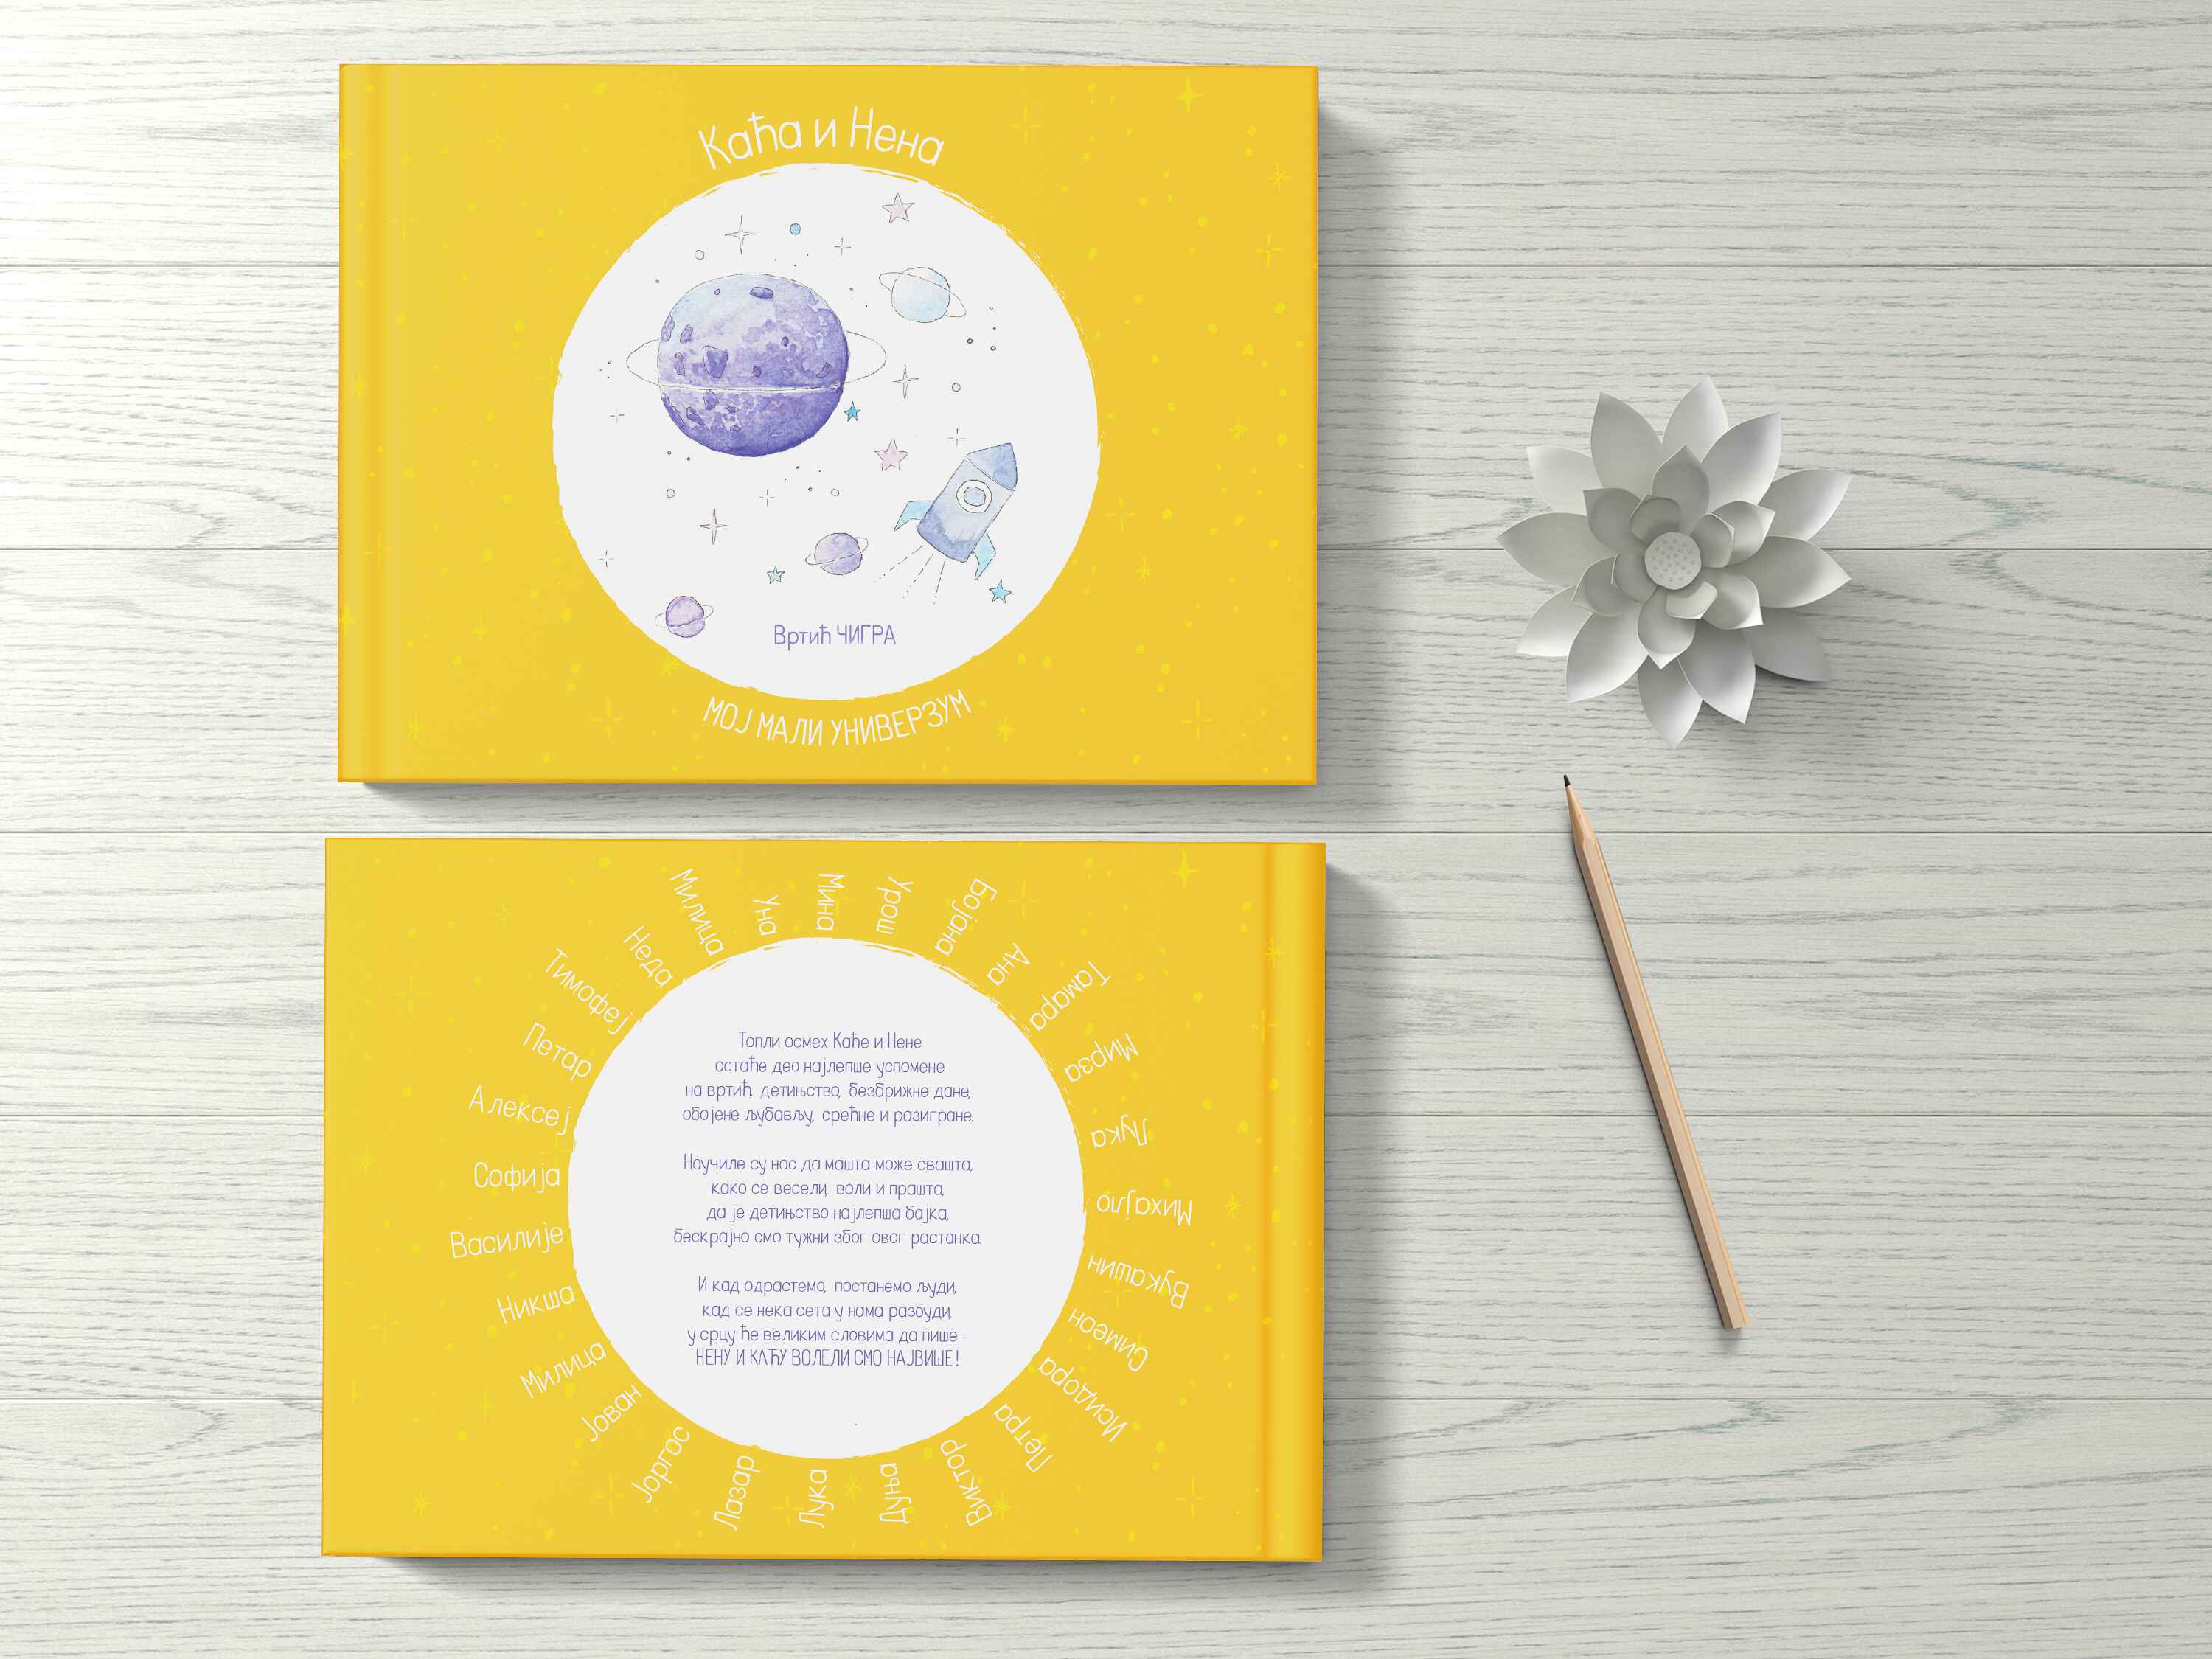 Каћа и Нена
Вртић ЧИГРА
МОЈ МАЛИ УНИВЕРЗУМ
Милица
Уна
Мина
Урош
Бојана
Ана
Тамара
Мирза
Лука
Михајло
Вукашин
Симеон
Исидора
Петра
Виктор
Дуња
Лука
Лазар
Јоргос
Јован
Милица
Никша
Василије
Софија
Алексеј
Петар
Тимофеј
Неда
Топли осмех Каће и Нене
остаће део најлепше успомене
на вртић, детињство, безбрижне дане,
обојене љубављу, срећне и разигране.
Научиле су нас да машта може свашта,
како се весели, воли и прашта,
да је детињство најлепша бајка,
бескрајно смо тужни због овог растанка.
И кад одрастемо, постанемо људи,
кад се нека сета у нама разбуди,
у срцу ће великим словима да пише -
НЕНУ И КАЋУ ВОЛЕЛИ СМО НАЈВИШЕ!